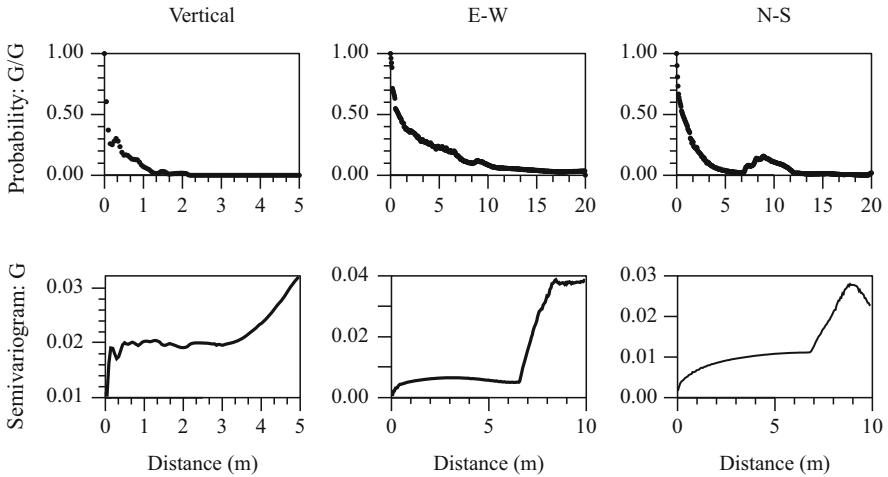 Vertical E-W N-S
Probability: G/G
1.00 1.00 1.00
0.50 0.50 0.50
0.00 0.00 0.00
0 1 2 3 4 5 0 5 10 15 20 0 5 10 15 20
Semivariogram: G
0.03 0.04 0.03
0.02 0.02 0.02
0.01 0.00 0.01
0.00
0 1 2 3 4 5 0 5 10 0 5 10
Distance (m) Distance (m) Distance (m)